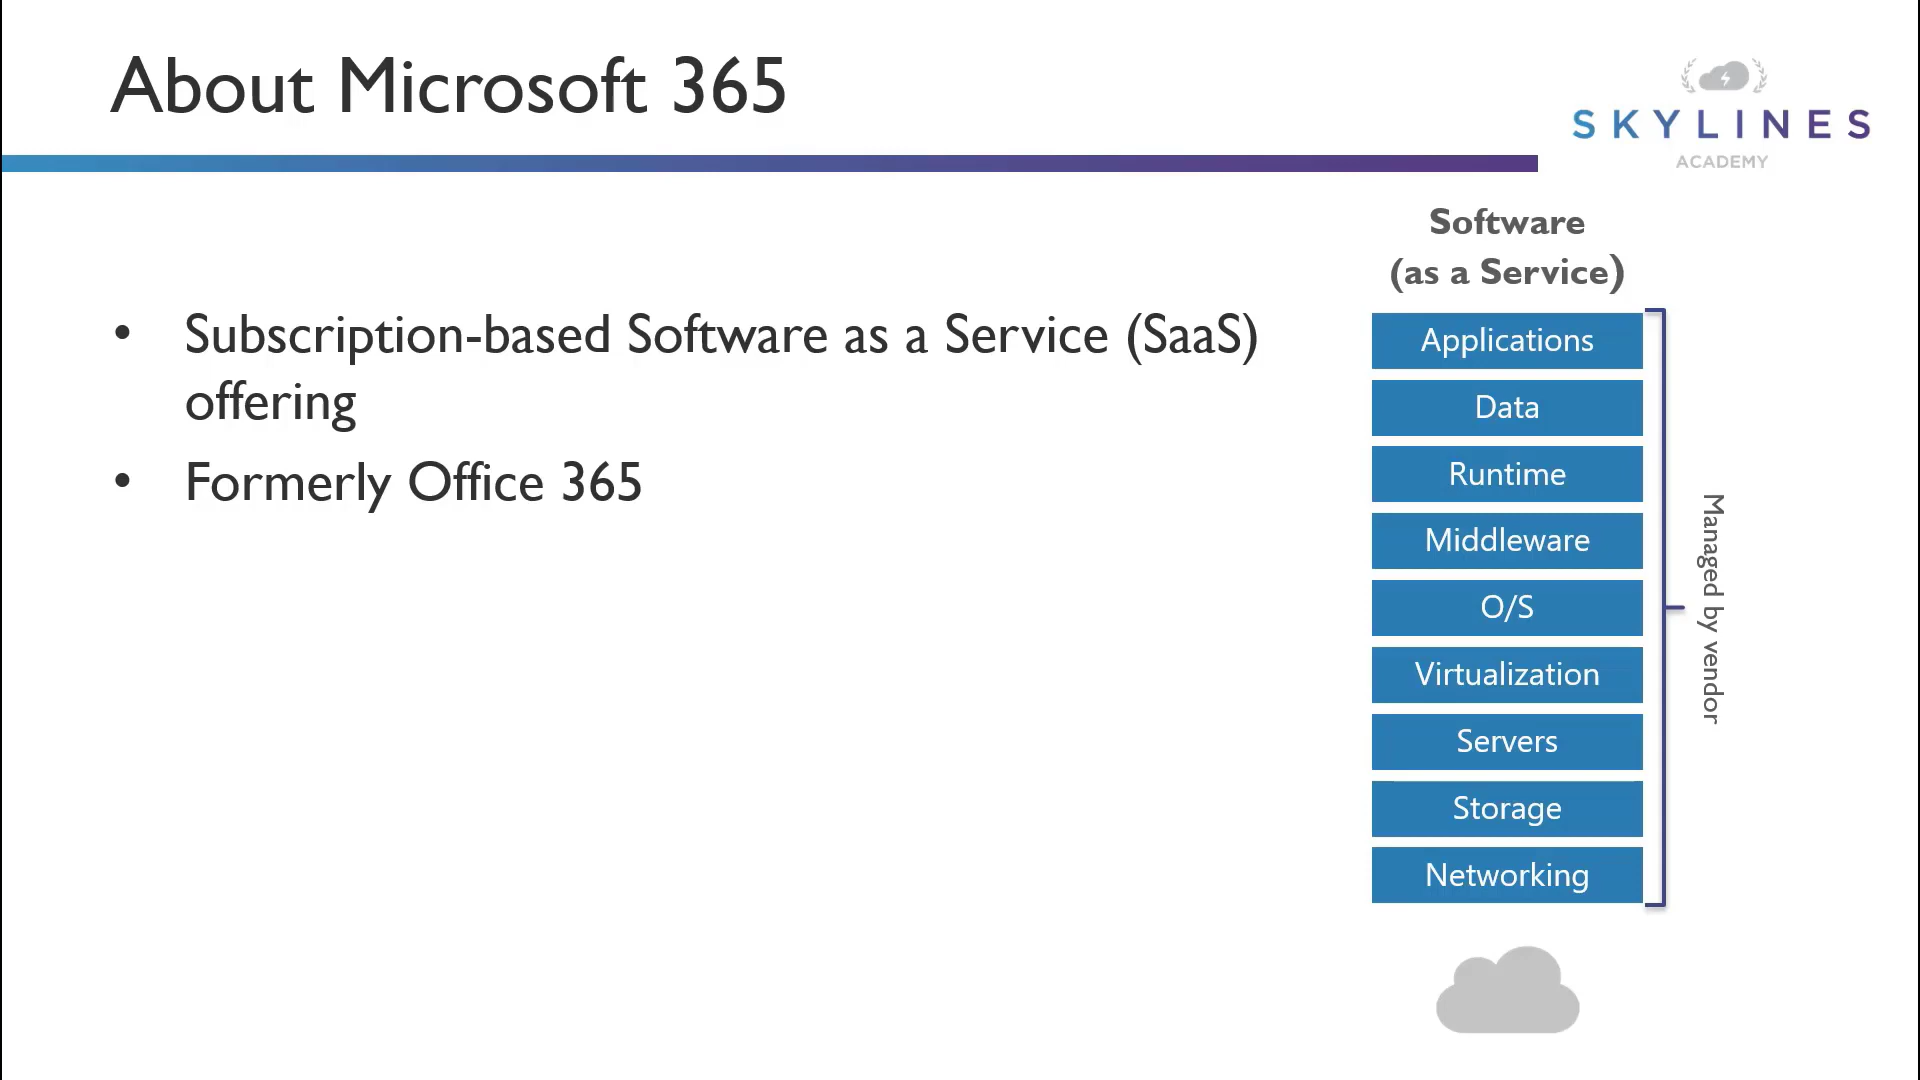 About Microsoft 365
SKYLINES
ACADEMY
• Subscription-based Software as a Service (SaaS)
offering
• Formerly Office 365
Software
(as a Service)
Applications
Data
Runtime
Middleware
O/S
Virtualization
Servers
Storage
Networking
Managed by vendor